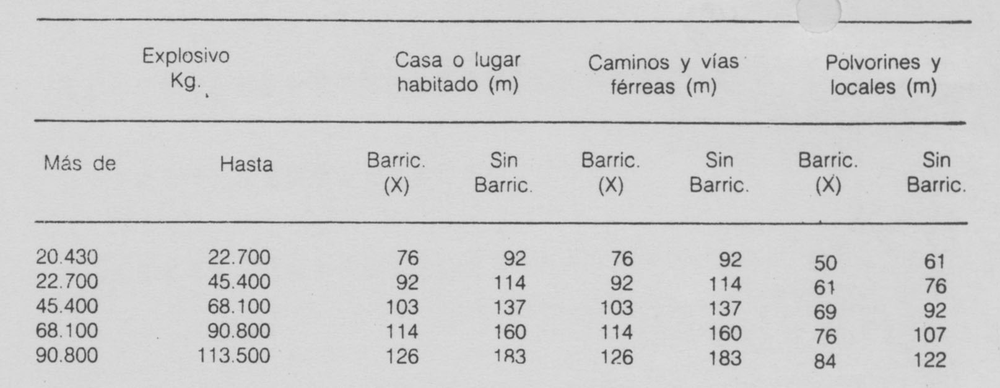 Explosivo Casa o lugar Caminos y vías Polvorines y
Kg. habitado (m) férreas (m) locales (m)
Más de Hasta Barric. Sin Barric. Sin Barric. Sin
(X) Barric. (X) Barric. (X) Barric.
20.430 22.700 76 92 76 92 50 61
22.700 45.400 92 114 92 114 61 76
45.400 68.100 103 137 103 137 69 92
68.100 90.800 114 160 114 160 76 107
90.800 113.500 126 183 126 183 84 122